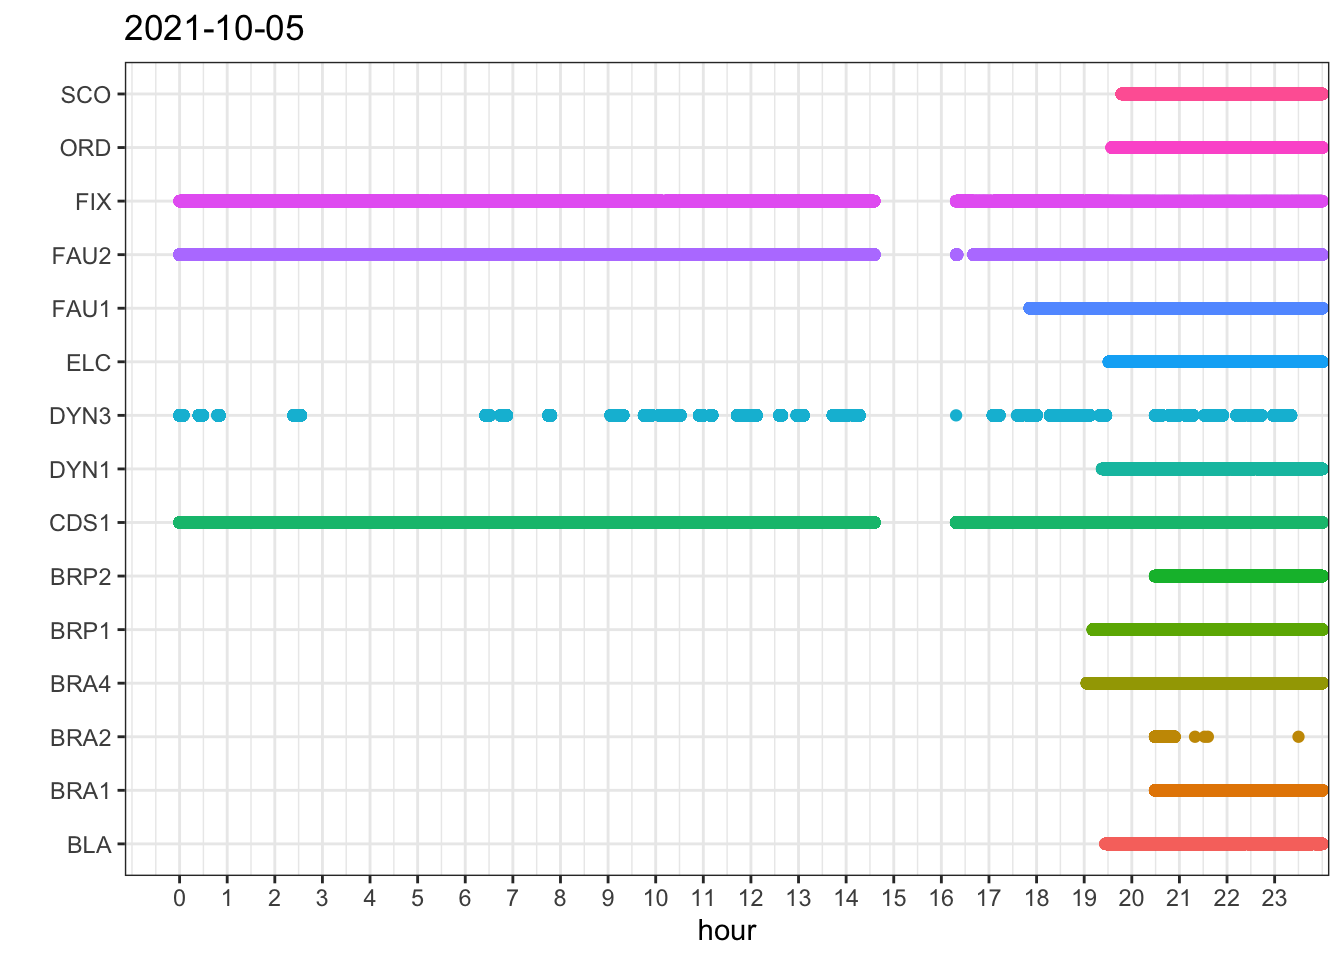 2021-10-05
SCO
ORD
FIX
FAU2
FAU1
ELC
DYN3
DYN1
CDS1
BRP2
BRP1
BRA4
BRA2
BRA1
BLA
0 1 2 3 4 5 6 7 8 9 10 11 12 13 14 15 16 17 18 19 20 21 22 23
hour